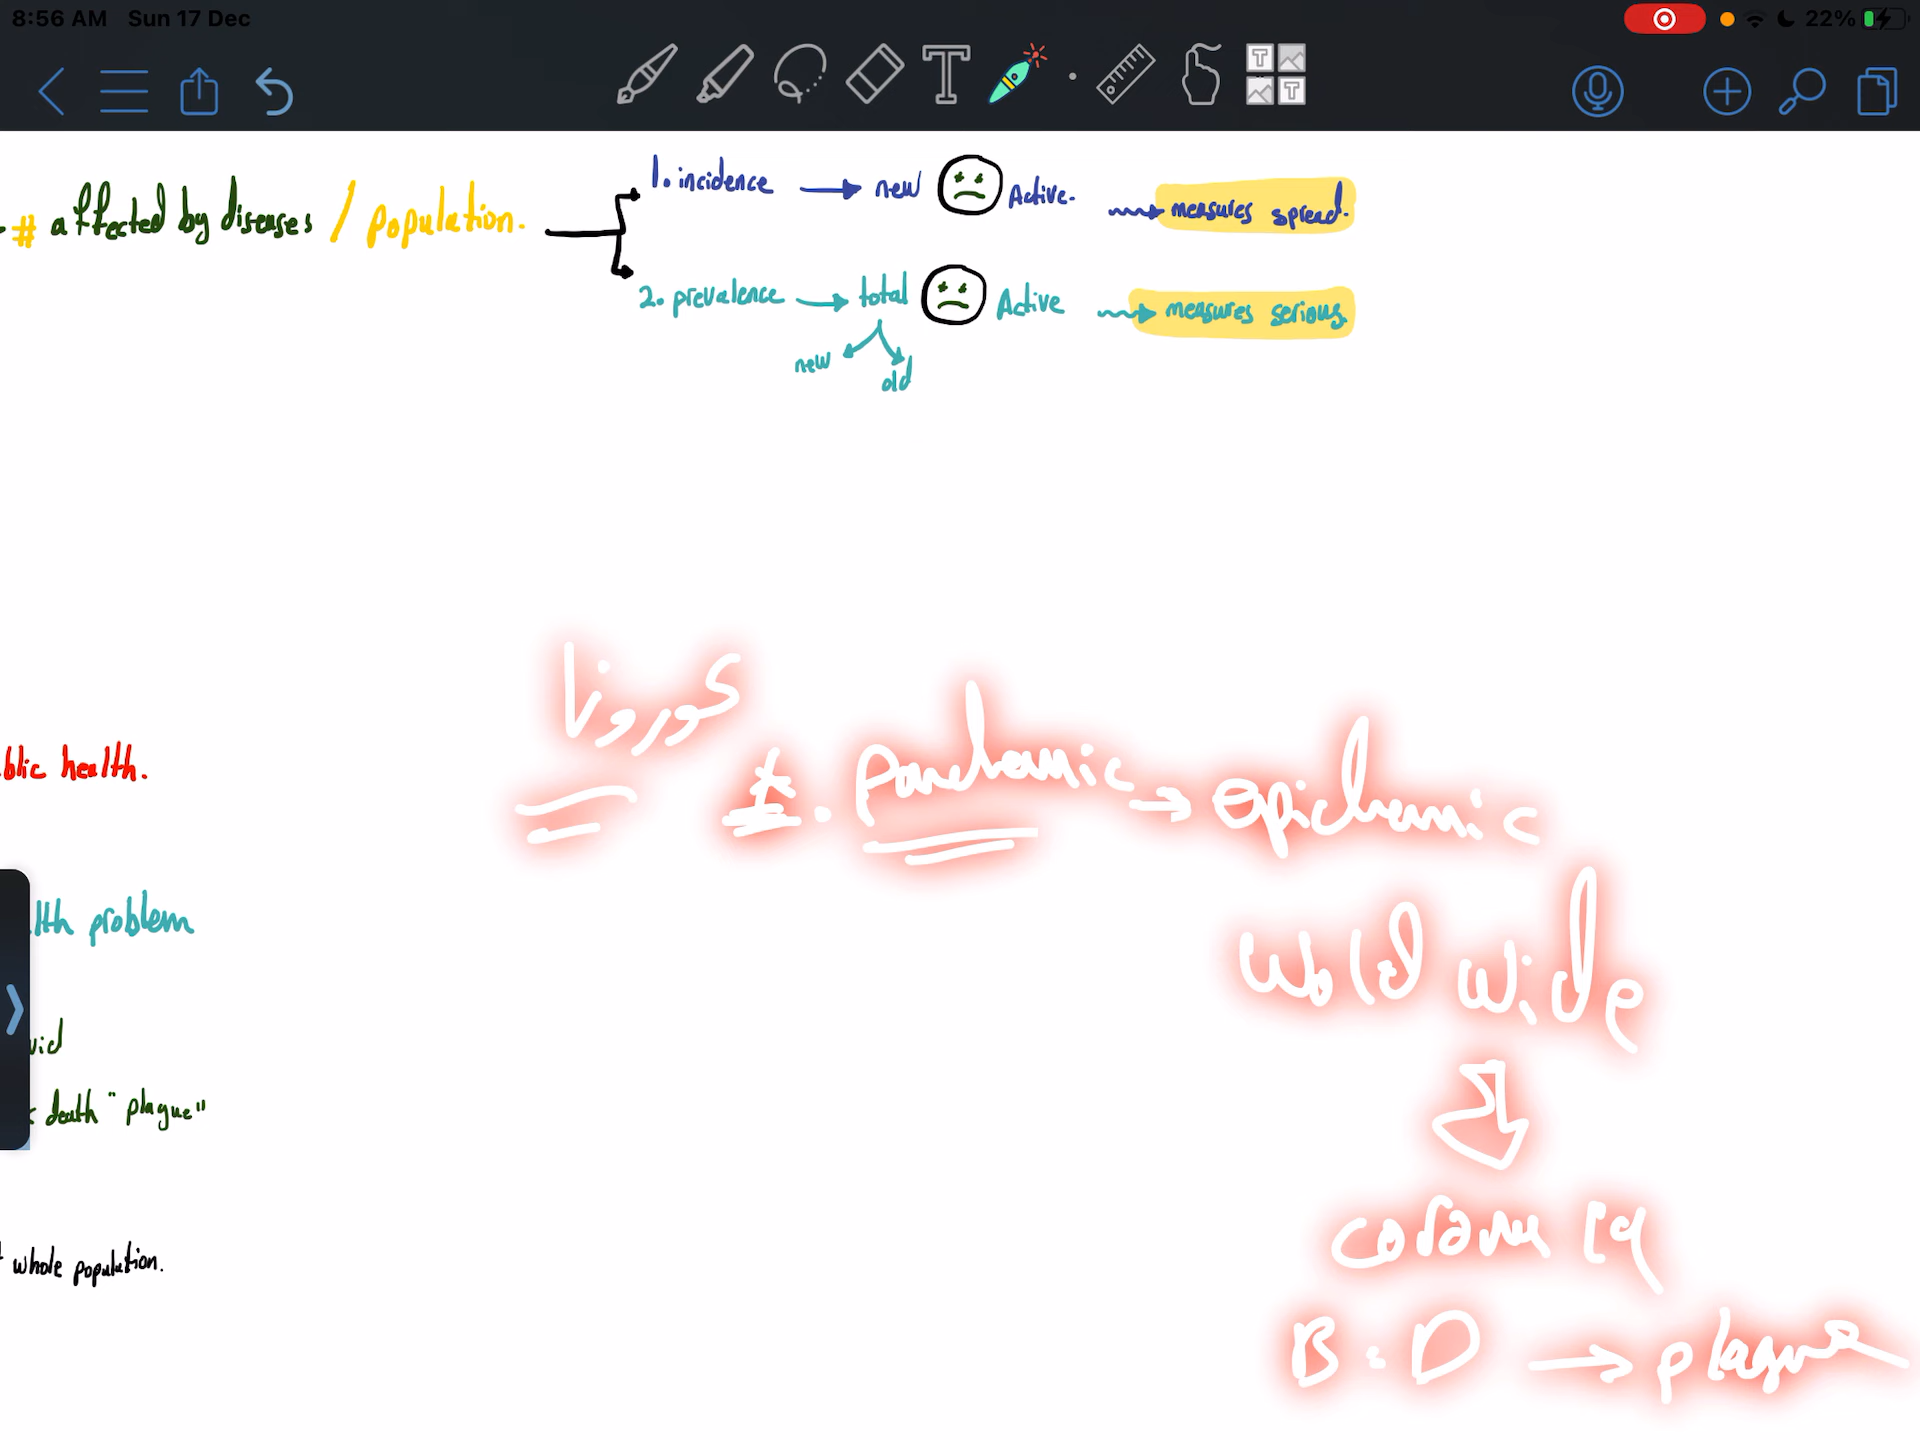 8:56 AM Sun 17 Dec
22%
# affected by diseases / population.
1. incidence → new Active. measures spread.
2. prevalence → total Active measures serious.
new
old
كورونا
pandemic → epidemic
blic health.
wold wide
lth problem
vid
death "plague"
corona 19
whole population.
B.D → plague